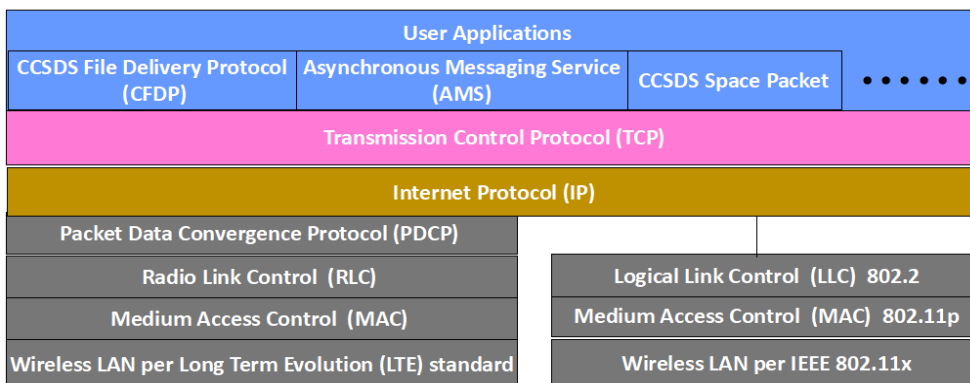 User Applications
CCSDS File Delivery Protocol
(CFDP)
Asynchronous Messaging Service
(AMS)
CCSDS Space Packet
Transmission Control Protocol (TCP)
Internet Protocol (IP)
Packet Data Convergence Protocol (PDCP)
Radio Link Control (RLC)
Medium Access Control (MAC)
Wireless LAN per Long Term Evolution (LTE) standard
Logical Link Control (LLC) 802.2
Medium Access Control (MAC) 802.11p
Wireless LAN per IEEE 802.11x